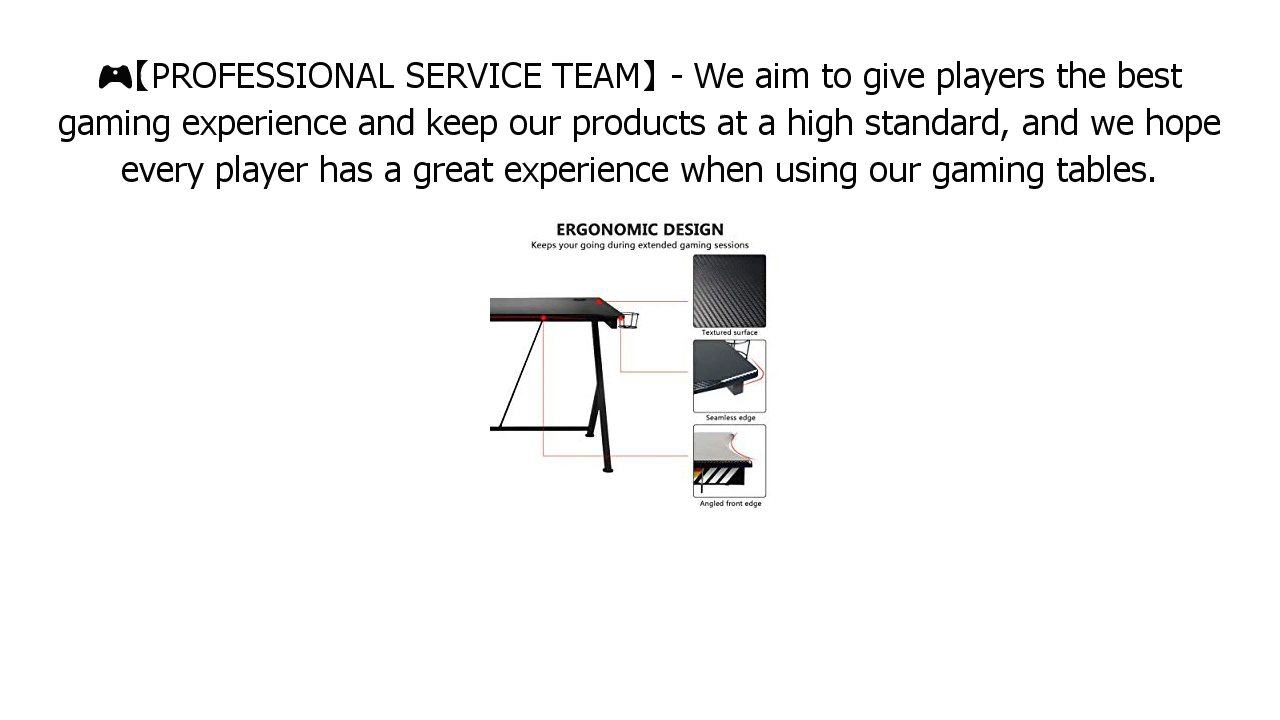 🎮【PROFESSIONAL SERVICE TEAM】 - We aim to give players the best
gaming experience and keep our products at a high standard, and we hope
every player has a great experience when using our gaming tables.
ERGONOMIC DESIGN
Keeps your going during extended gaming sessions
Textured surface
Seamless edge
Angled front edge